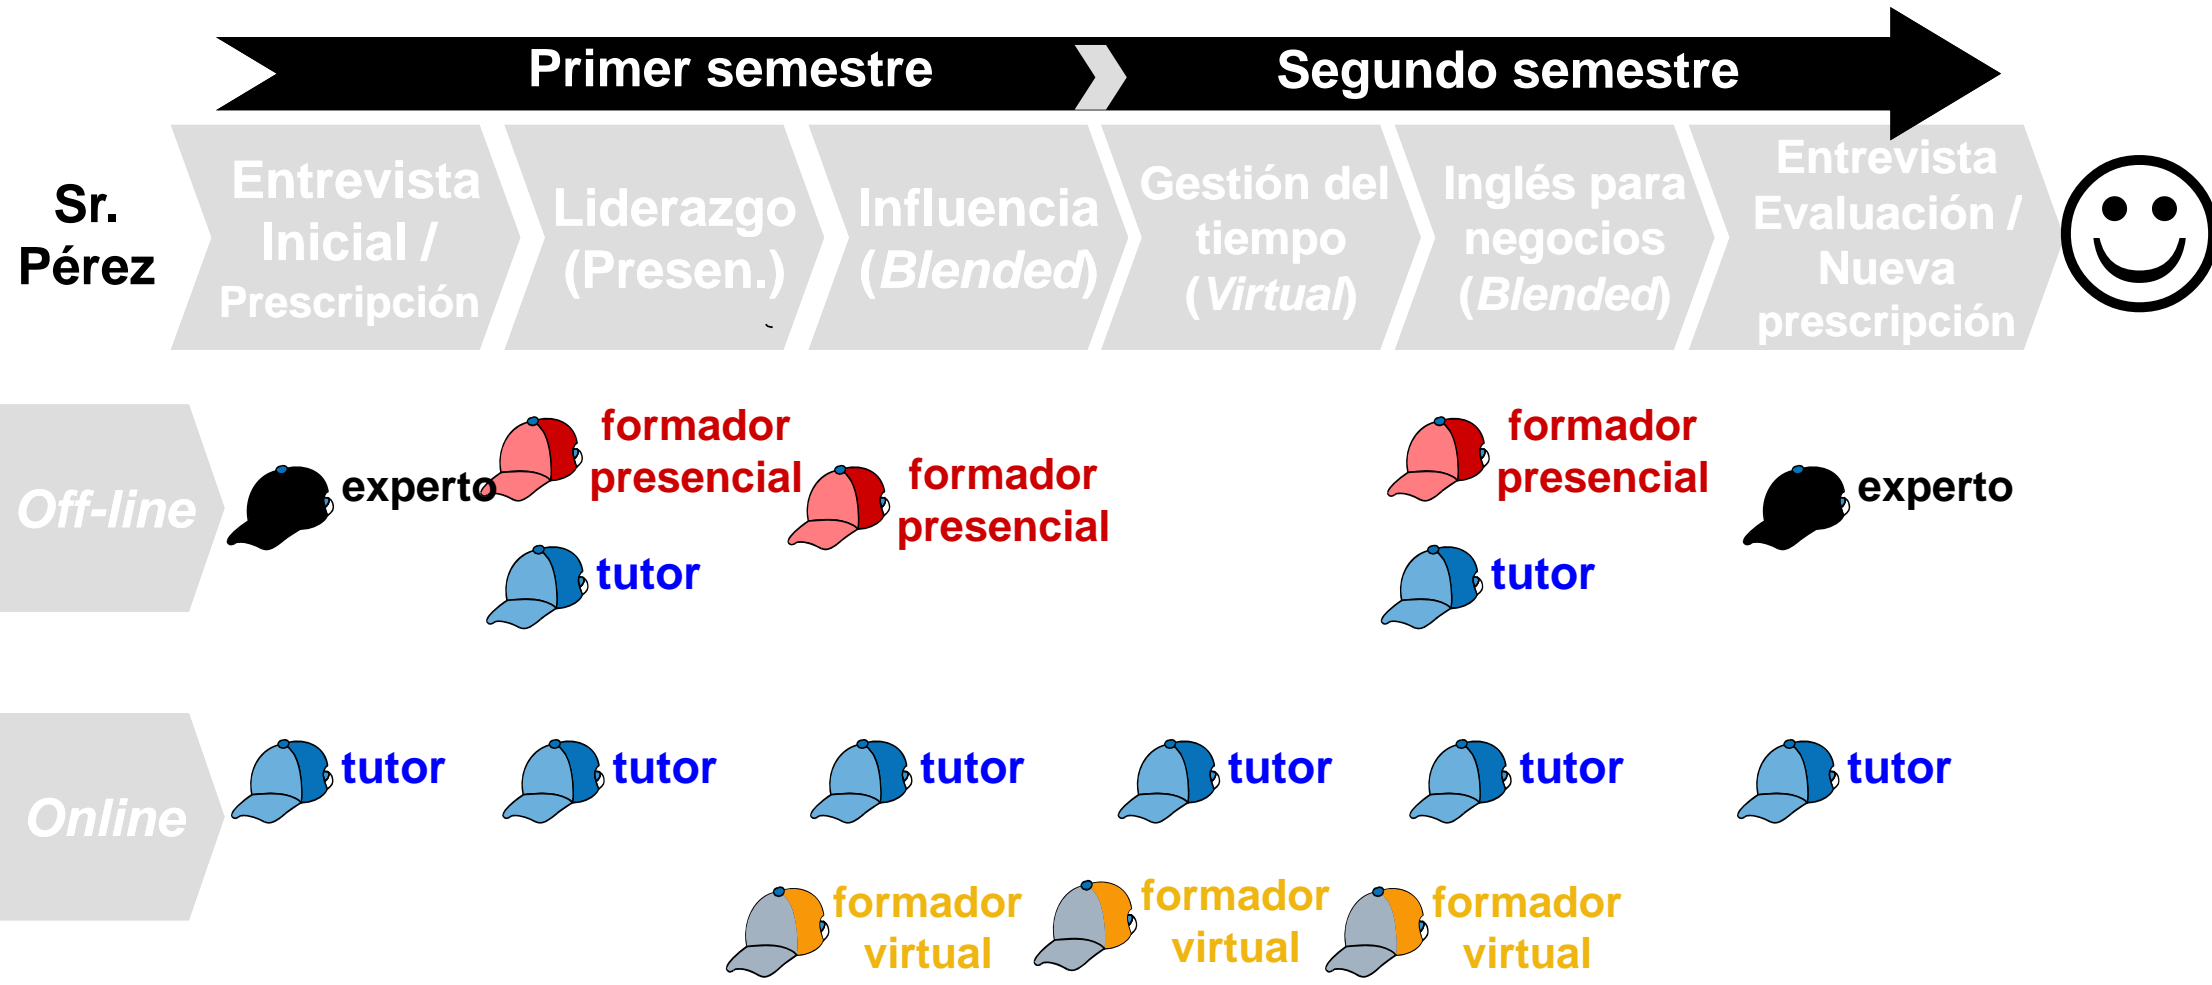 Primer semestre
Segundo semestre
Sr.
Pérez
Entrevista
Inicial /
Prescripción
Liderazgo
(Presen.)
Influencia
(Blended)
Gestión del
tiempo
(Virtual)
Inglés para
negocios
(Blended)
Entrevista
Evaluación /
Nueva
prescripción
Off-line
experto
formador
presencial
tutor
formador
presencial
formador
presencial
tutor
experto
Online
tutor
tutor
tutor
tutor
tutor
tutor
formador
virtual
formador
virtual
formador
virtual